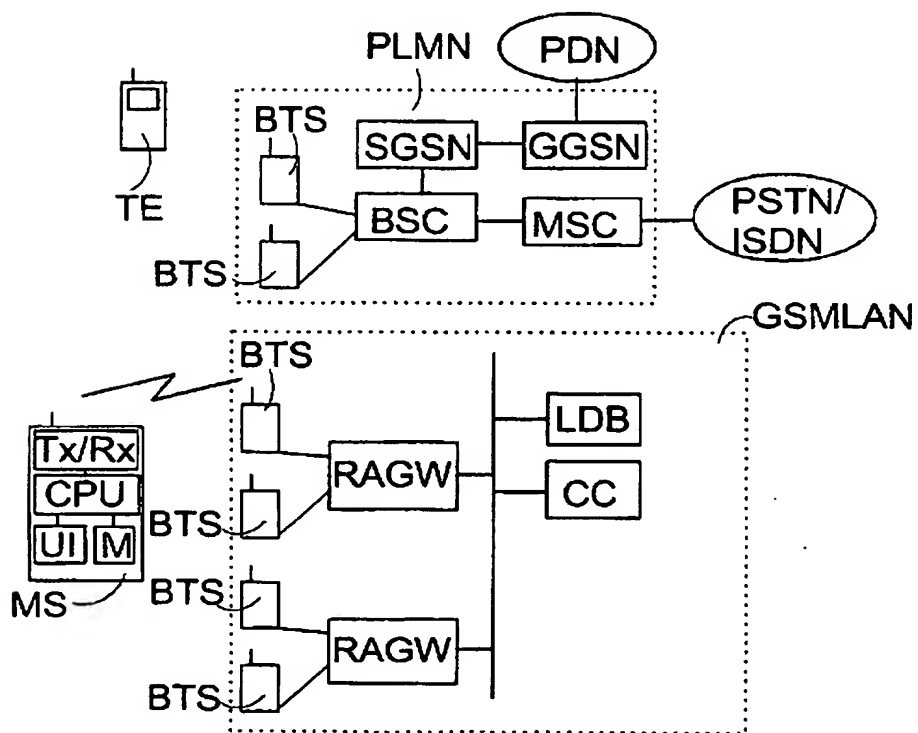 PLMN
PDN
BTS
SGSN
GGSN
TE
BSC
MSC
PSTN/
ISDN
BTS
GSMLAN
BTS
Tx/Rx
CPU
UI
M
MS
RAGW
LDB
CC
BTS
BTS
RAGW
BTS